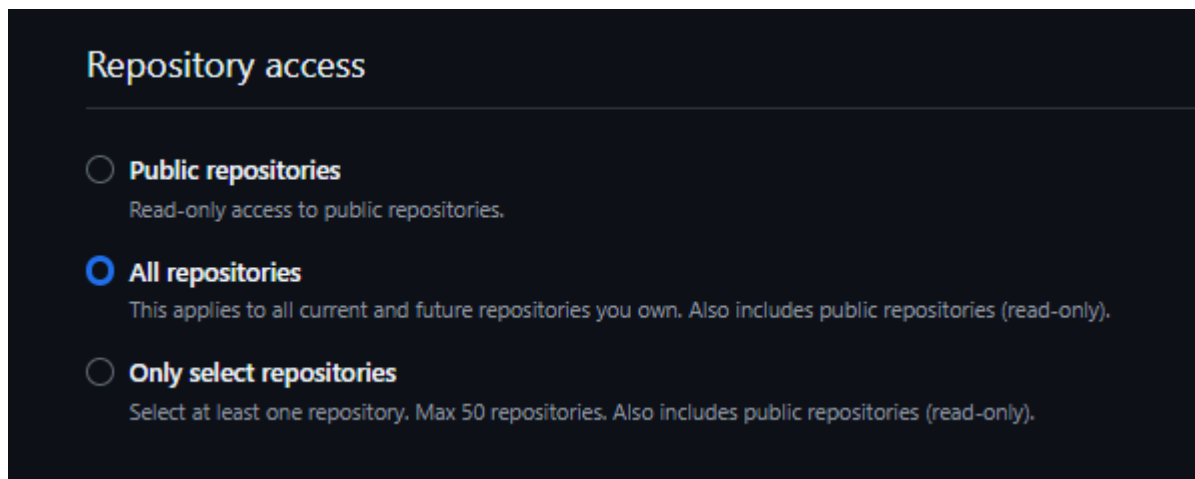 Repository access
Public repositories
Read-only access to public repositories.
All repositories
This applies to all current and future repositories you own. Also includes public repositories (read-only).
Only select repositories
Select at least one repository. Max 50 repositories. Also includes public repositories (read-only).